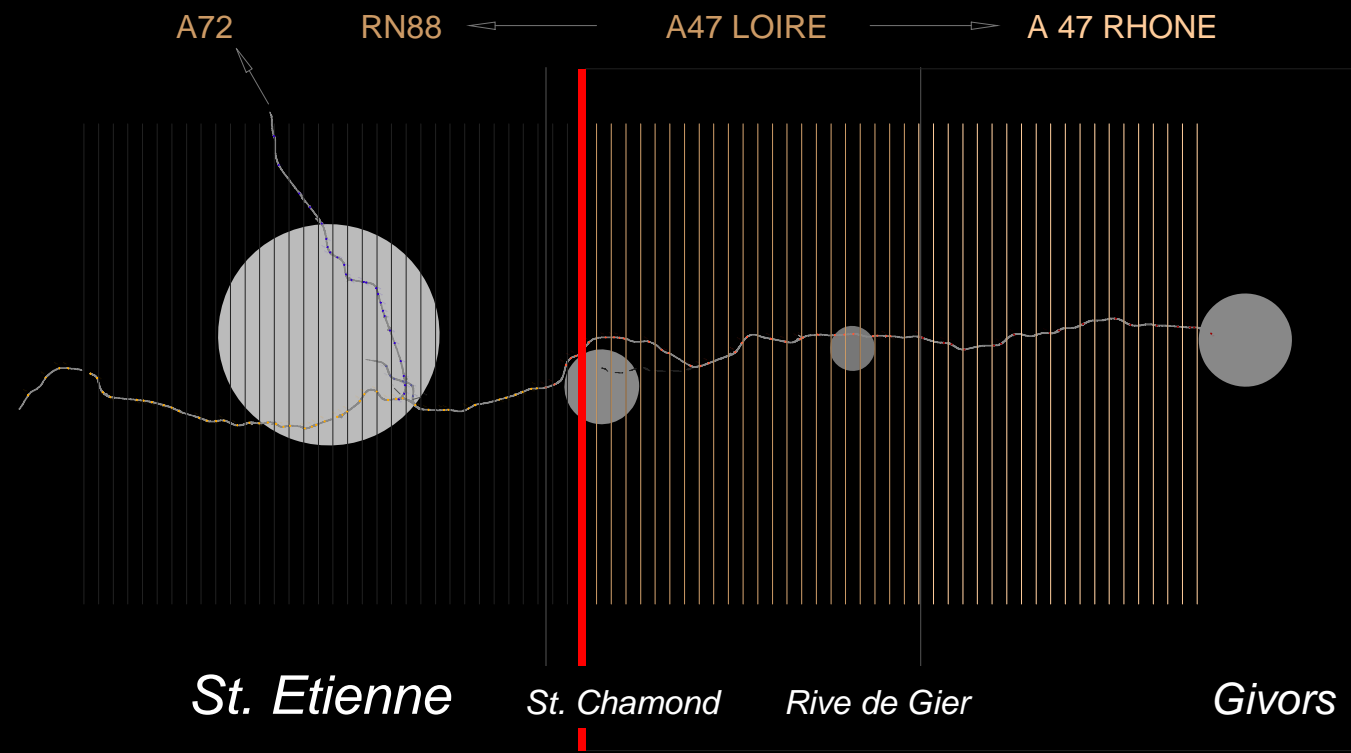 A72 RN88 A47 LOIRE A 47 RHONE
St. Etienne St. Chamond Rive de Gier Givors